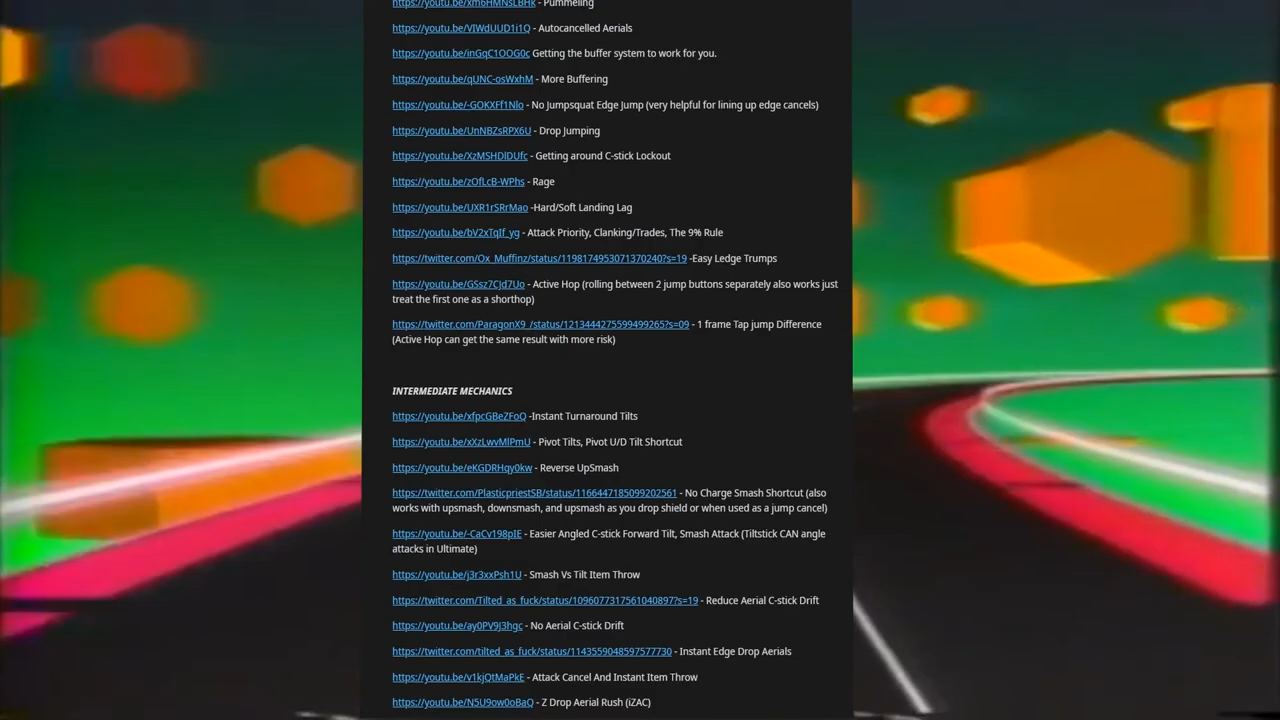 https://youtu.be/xm6HMNsLBHk - Pummeling
https://youtu.be/VIWdUUD1i1Q - Autocancelled Aerials
https://youtu.be/inGqC1OOG0c Getting the buffer system to work for you.
https://youtu.be/qUNC-osWxhM - More Buffering
https://youtu.be/-GOKXFf1Nlo - No Jumpsquat Edge Jump (very helpful for lining up edge cancels)
https://youtu.be/UnNBZsRPX6U - Drop Jumping
https://youtu.be/XzMSHDlDUfc - Getting around C-stick Lockout
https://youtu.be/zOfLcB-WPhs - Rage
https://youtu.be/UXR1rSRrMao -Hard/Soft Landing Lag
https://youtu.be/bV2xTqIf_yg - Attack Priority, Clanking/Trades, The 9% Rule
https://twitter.com/Ox_Muffinz/status/1198174953071370240?s=19 -Easy Ledge Trumps
https://youtu.be/GSsz7CJd7Uo - Active Hop (rolling between 2 jump buttons separately also works just
treat the first one as a shorthop)
https://twitter.com/ParagonX9_/status/1213444275599499265?s=09 - 1 frame Tap jump Difference
(Active Hop can get the same result with more risk)
INTERMEDIATE MECHANICS
https://youtu.be/xfpcGBeZFoQ -Instant Turnaround Tilts
https://youtu.be/xXzLwvMlPmU - Pivot Tilts, Pivot U/D Tilt Shortcut
https://youtu.be/eKGDRHqy0kw - Reverse UpSmash
https://twitter.com/PlasticpriestSB/status/1166447185099202561 - No Charge Smash Shortcut (also
works with upsmash, downsmash, and upsmash as you drop shield or when used as a jump cancel)
https://youtu.be/-CaCv198pIE - Easier Angled C-stick Forward Tilt, Smash Attack (Tiltstick CAN angle
attacks in Ultimate)
https://youtu.be/j3r3xxPsh1U - Smash Vs Tilt Item Throw
https://twitter.com/Tilted_as_fuck/status/1096077317561040897?s=19 - Reduce Aerial C-stick Drift
https://youtu.be/ay0PV9J3hgc - No Aerial C-stick Drift
https://twitter.com/tilted_as_fuck/status/1143559048597577730 - Instant Edge Drop Aerials
https://youtu.be/v1kjQtMaPkE - Attack Cancel And Instant Item Throw
https://youtu.be/N5U9ow0oBaQ - Z Drop Aerial Rush (iZAC)